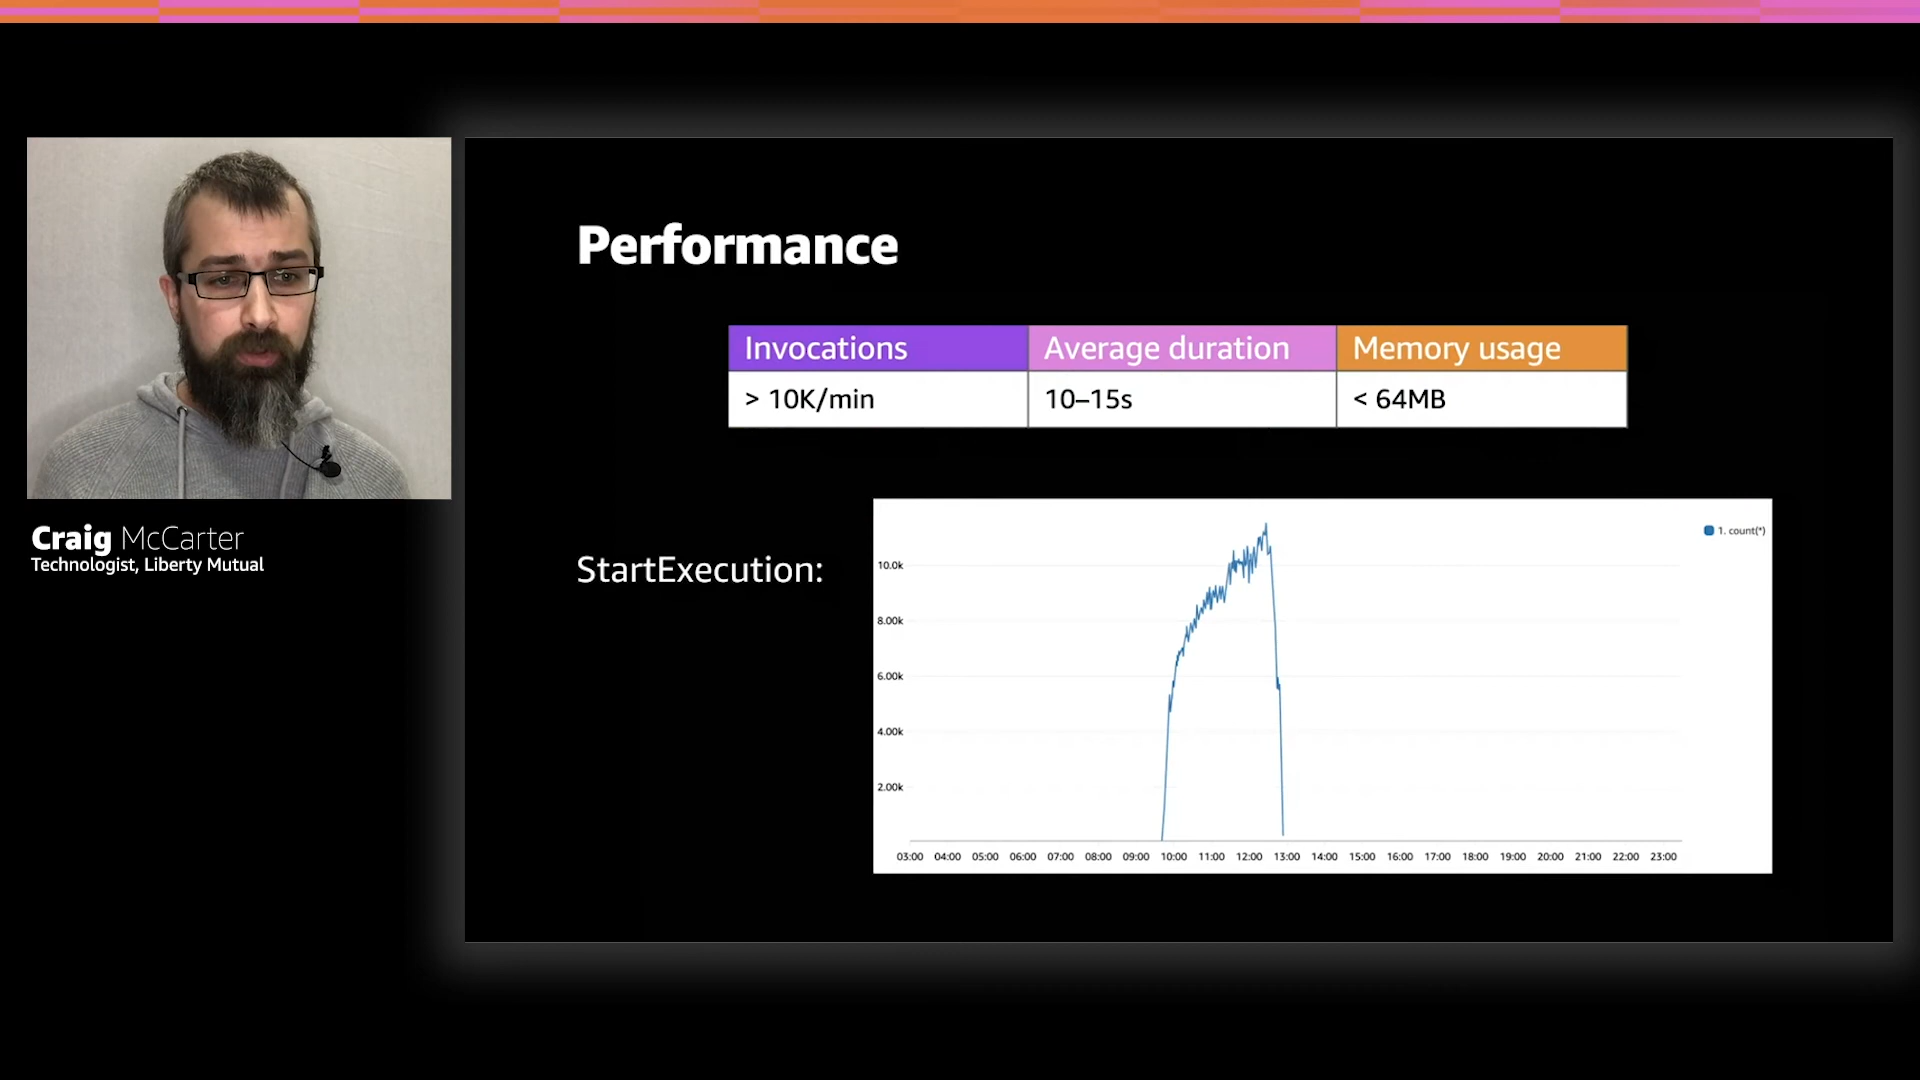 Performance
Invocations Average duration Memory usage
> 10K/min 10–15s < 64MB
Craig McCarter
Technologist, Liberty Mutual
StartExecution:
1. count(*)
10.0k
8.00k
6.00k
4.00k
2.00k
03:00 04:00 05:00 06:00 07:00 08:00 09:00 10:00 11:00 12:00 13:00 14:00 15:00 16:00 17:00 18:00 19:00 20:00 21:00 22:00 23:00